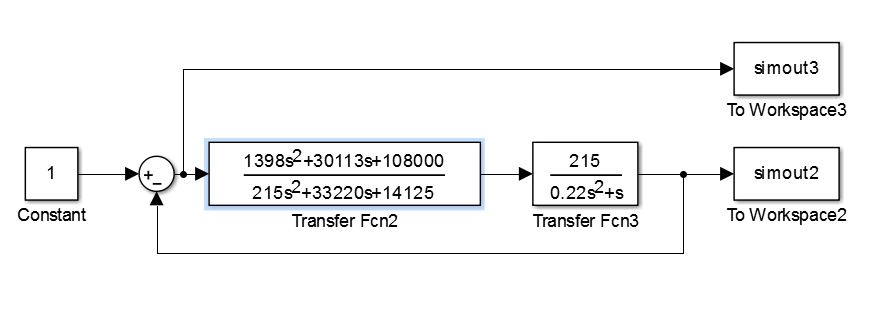 simout3
To Workspace3
1
Constant
+
−
1398s²+30113s+108000
215s²+33220s+14125
Transfer Fcn2
215
0.22s²+s
Transfer Fcn3
simout2
To Workspace2